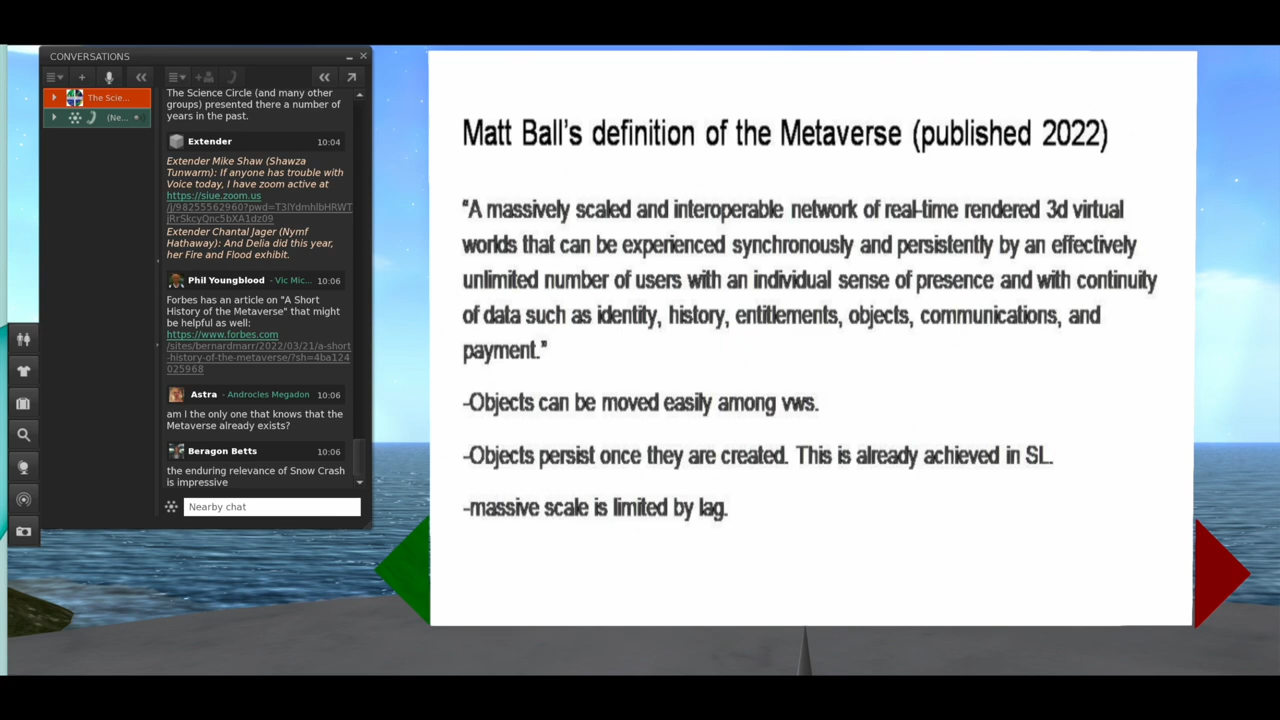 CONVERSATIONS
The Scie...
(Ne...
The Science Circle (and many other
groups) presented there a number of
years in the past.
Extender 10:04
Extender Mike Shaw (Shawza
Tunwarm): If anyone has trouble with
Voice today, I have zoom active at
https://siue.zoom.us
/j/98255562960?pwd=T3lYdmhlbHRWT
jRrSkcyQnc5bXA1dz09
Extender Chantal Jager (Nymf
Hathaway): And Delia did this year,
her Fire and Flood exhibit.
Phil Youngblood - Vic Mic... 10:06
Forbes has an article on "A Short
History of the Metaverse" that might
be helpful as well:
https://www.forbes.com
/sites/bernardmarr/2022/03/21/a-short
-history-of-the-metaverse/?sh=4ba124
025968
Astra - Androcles Megadon 10:06
am I the only one that knows that the
Metaverse already exists?
Beragon Betts 10:06
the enduring relevance of Snow Crash
is impressive
Nearby chat
Matt Ball's definition of the Metaverse (published 2022)
“A massively scaled and interoperable network of real-time rendered 3d virtual
worlds that can be experienced synchronously and persistently by an effectively
unlimited number of users with an individual sense of presence and with continuity
of data such as identity, history, entitlements, objects, communications, and
payment.”
-Objects can be moved easily among vws.
-Objects persist once they are created. This is already achieved in SL.
-massive scale is limited by lag.